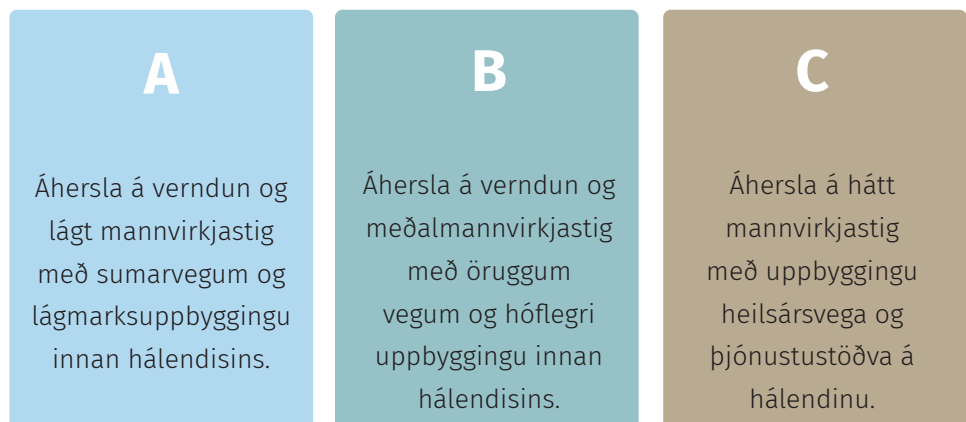 A
Áhersla á verndun og
lágt mannvirkjastig
með sumarvegum og
lágmarksuppbyggingu
innan hálendisins.
B
Áhersla á verndun og
meðalmannvirkjastig
með öruggum
vegum og hóflegri
uppbyggingu innan
hálendisins.
C
Áhersla á hátt
mannvirkjastig
með uppbyggingu
heilsársvega og
þjónustustöðva á
hálendinu.